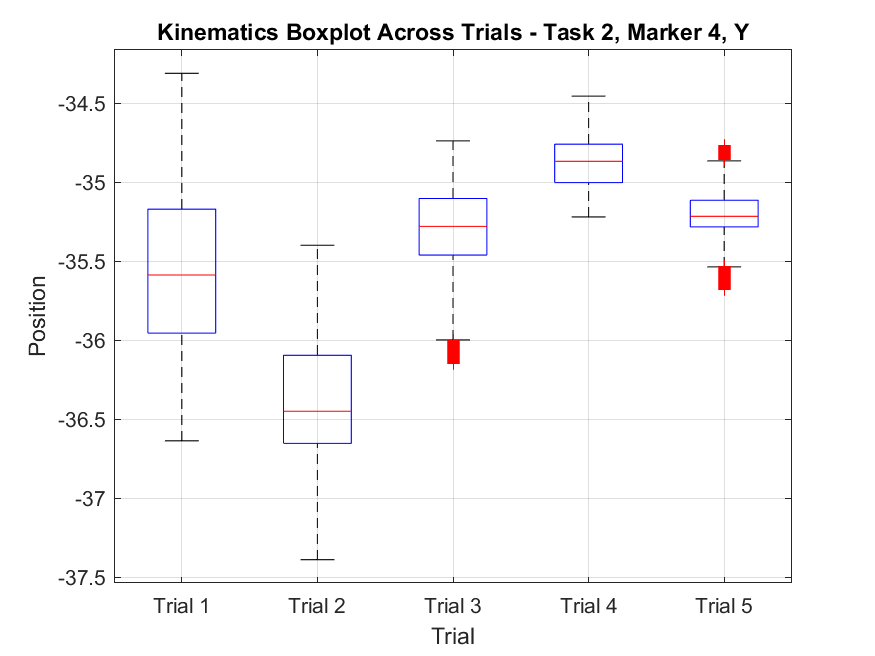 Kinematics Boxplot Across Trials - Task 2, Marker 4, Y
-34.5
-35
-35.5
-36
-36.5
-37
-37.5
Position
Trial 1 Trial 2 Trial 3 Trial 4 Trial 5
Trial